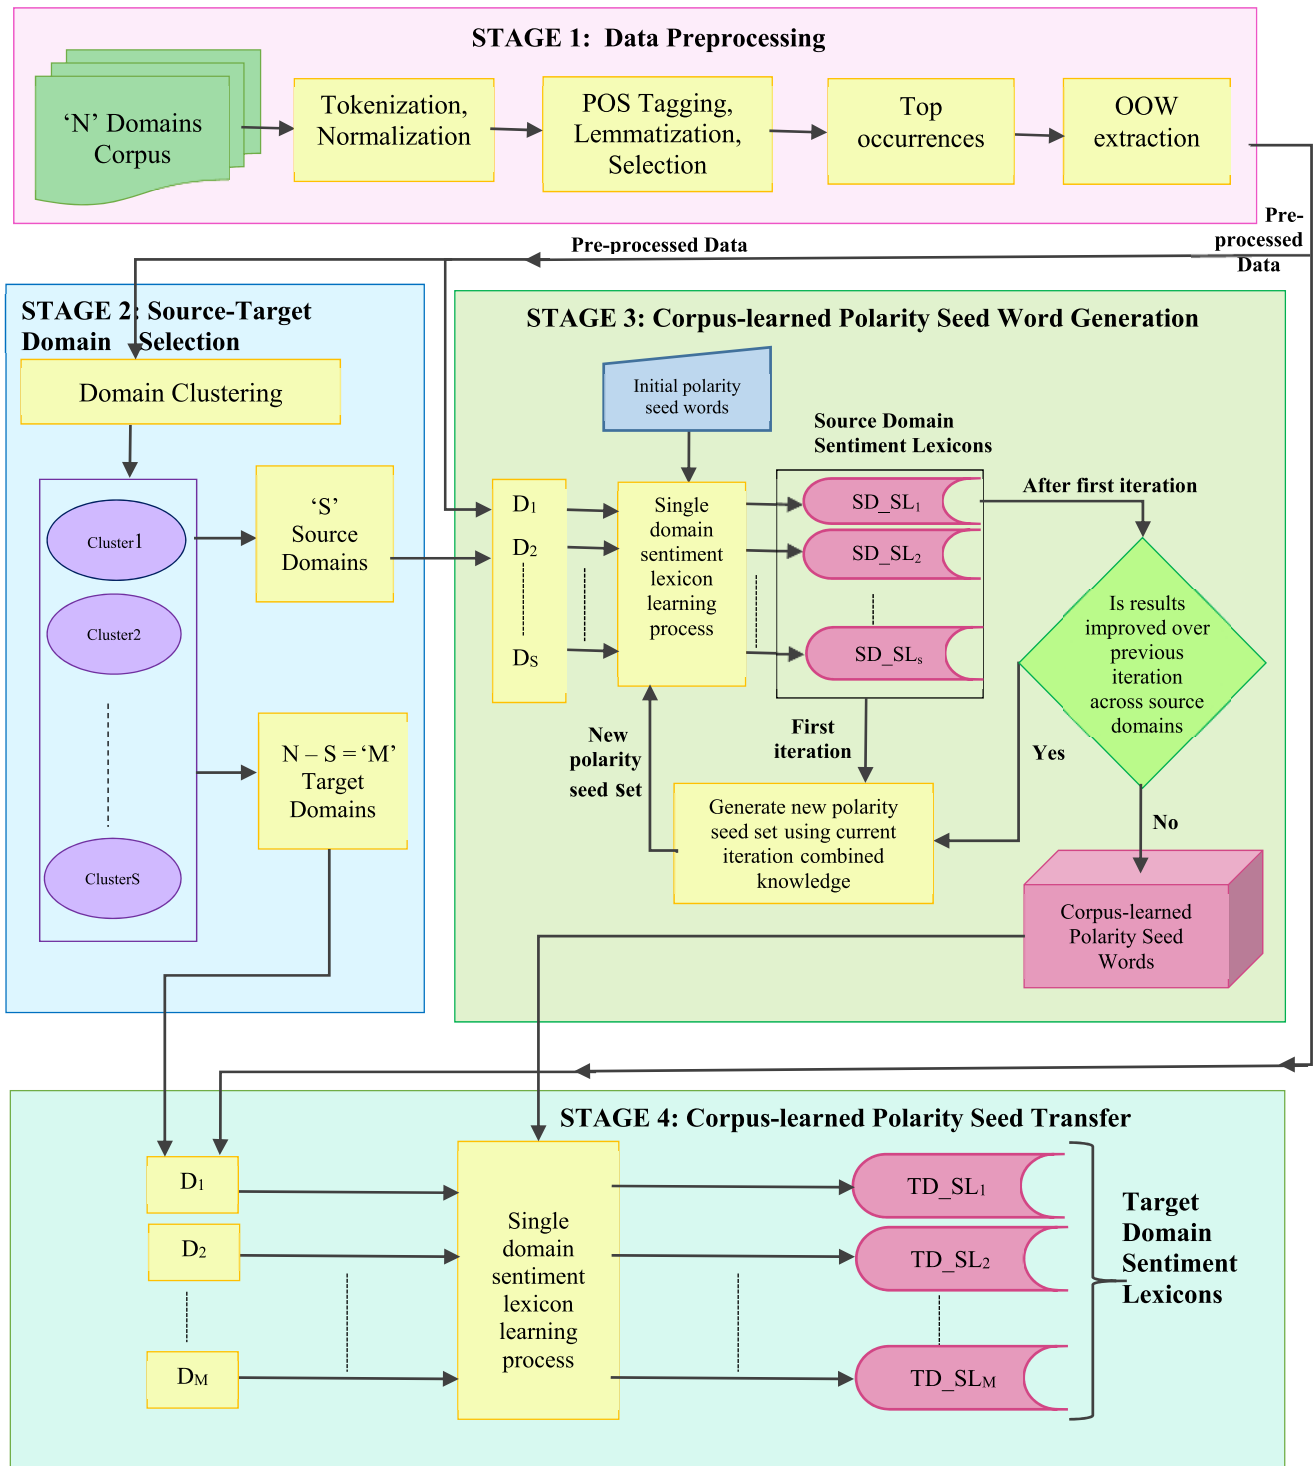 STAGE 1: Data Preprocessing
‘N’ Domains
Corpus
Tokenization,
Normalization
POS Tagging,
Lemmatization,
Selection
Top
occurrences
OOW
extraction
Pre-
processed
Data
Pre-processed Data
STAGE 2: Source-Target
Domain Selection
Domain Clustering
Cluster1
Cluster2
ClusterS
‘S’
Source
Domains
N – S = ‘M’
Target
Domains
STAGE 3: Corpus-learned Polarity Seed Word Generation
Initial polarity
seed words
Source Domain
Sentiment Lexicons
D1
D2
DS
Single
domain
sentiment
lexicon
learning
process
SD_SL1
SD_SL2
SD_SLs
After first iteration
Is results
improved over
previous
iteration
across source
domains
New
polarity
seed set
First
iteration
Yes
No
Generate new polarity
seed set using current
iteration combined
knowledge
Corpus-learned
Polarity Seed
Words
STAGE 4: Corpus-learned Polarity Seed Transfer
D1
D2
DM
Single
domain
sentiment
lexicon
learning
process
TD_SL1
TD_SL2
TD_SLM
Target
Domain
Sentiment
Lexicons